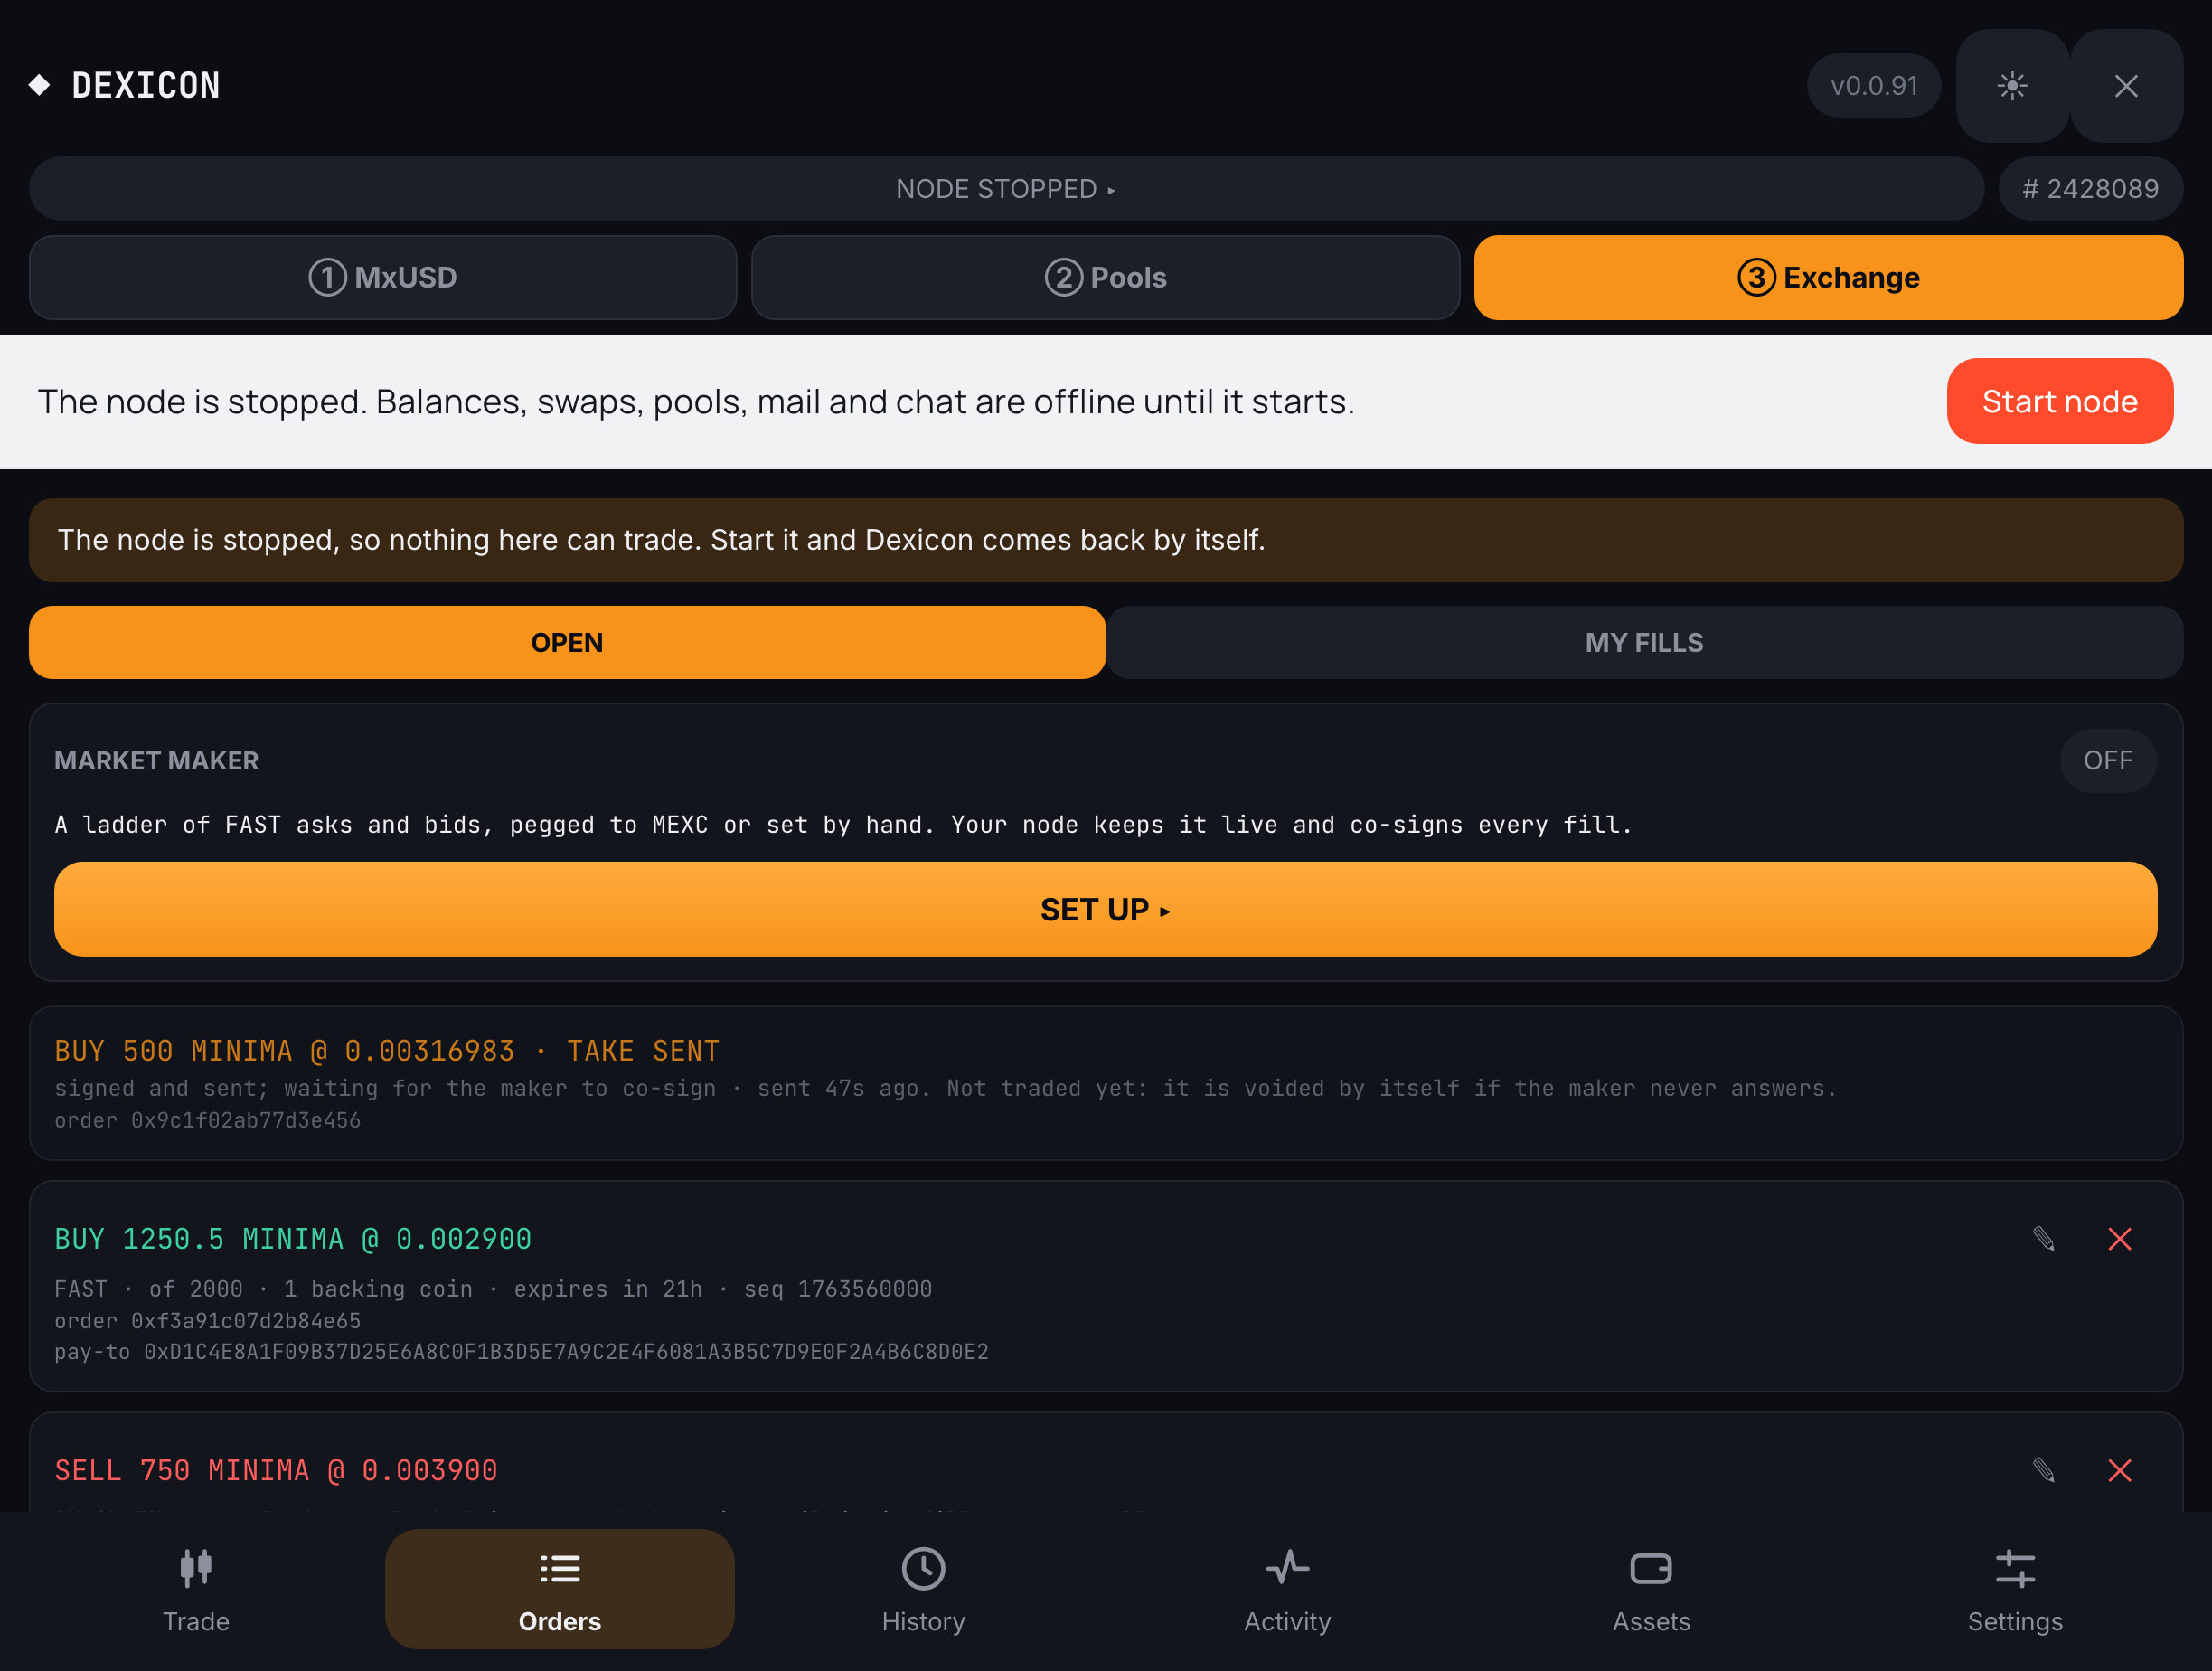 ◆ DEXICON
v0.0.91
NODE STOPPED ▸
# 2428089
① MxUSD
② Pools
③ Exchange
The node is stopped. Balances, swaps, pools, mail and chat are offline until it starts.
Start node
The node is stopped, so nothing here can trade. Start it and Dexicon comes back by itself.
OPEN
MY FILLS
MARKET MAKER
OFF
A ladder of FAST asks and bids, pegged to MEXC or set by hand. Your node keeps it live and co-signs every fill.
SET UP ▸
BUY 500 MINIMA @ 0.00316983 · TAKE SENT
signed and sent; waiting for the maker to co-sign · sent 47s ago. Not traded yet: it is voided by itself if the maker never answers.
order 0x9c1f02ab77d3e456
BUY 1250.5 MINIMA @ 0.002900
FAST · of 2000 · 1 backing coin · expires in 21h · seq 1763560000
order 0xf3a91c07d2b84e65
pay-to 0xD1C4E8A1F09B37D25E6A8C0F1B3D5E7A9C2E4F6081A3B5C7D9E0F2A4B6C8D0E2
SELL 750 MINIMA @ 0.003900
Trade
Orders
History
Activity
Assets
Settings